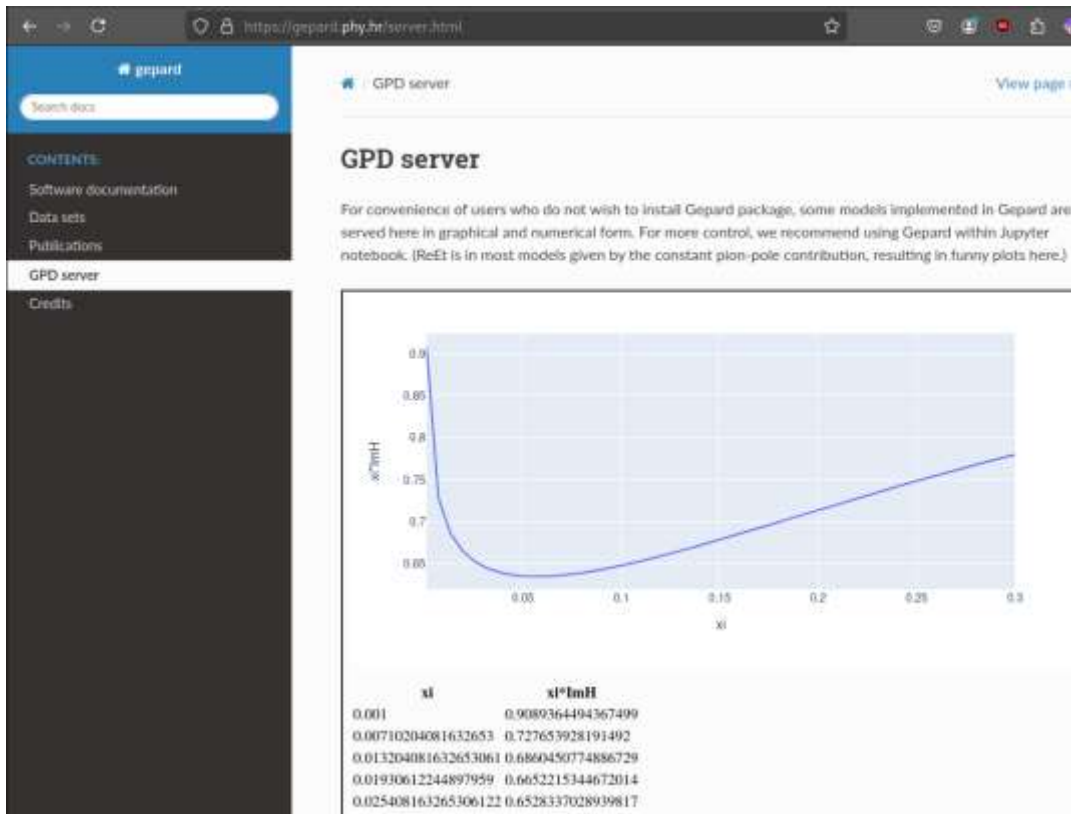 https://gepard.phy.hr/server.html
gepard
Search docs
CONTENTS:
Software documentation
Data sets
Publications
GPD server
Credits
GPD server
View page
GPD server
For convenience of users who do not wish to install Gepard package, some models implemented in Gepard are
served here in graphical and numerical form. For more control, we recommend using Gepard within Jupyter
notebook. (ReEt is in most models given by the constant pion-pole contribution, resulting in funny plots here.)
0.9
0.85
0.8
0.75
0.7
0.65
xi*ImH
0.05 0.1 0.15 0.2 0.25 0.3
xi
xi xi*ImH
0.001 0.9089364494367499
0.00710204081632653 0.727653928191492
0.013204081632653061 0.6860450774886729
0.01930612244897959 0.6652215344672014
0.025408163265306122 0.6528337028939817